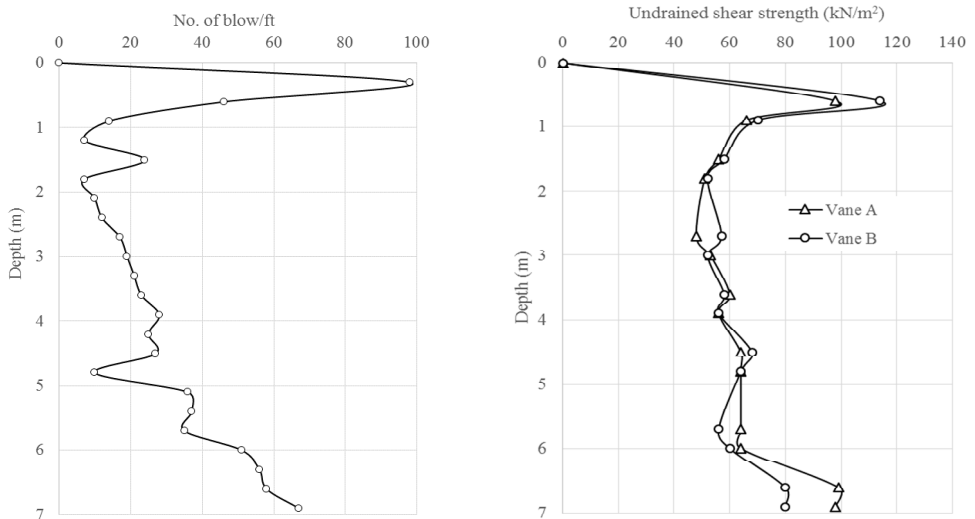 No. of blow/ft
0 20 40 60 80 100
0
1
2
3
4
5
6
7
Depth (m)
Undrained shear strength (kN/m²)
0 20 40 60 80 100 120 140
0
1
2
3
4
5
6
7
Depth (m)
Vane A
Vane B